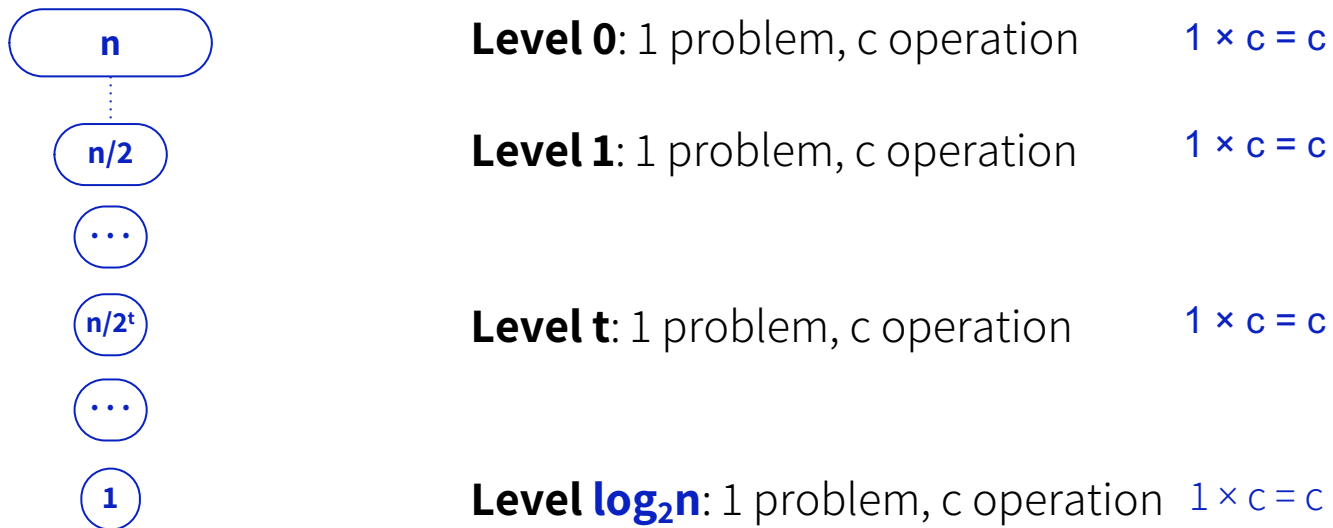 n
Level 0: 1 problem, c operation 1 × c = c
n/2
Level 1: 1 problem, c operation 1 × c = c
...
n/2ᵗ
Level t: 1 problem, c operation 1 × c = c
...
1
Level log₂n: 1 problem, c operation 1 × c = c